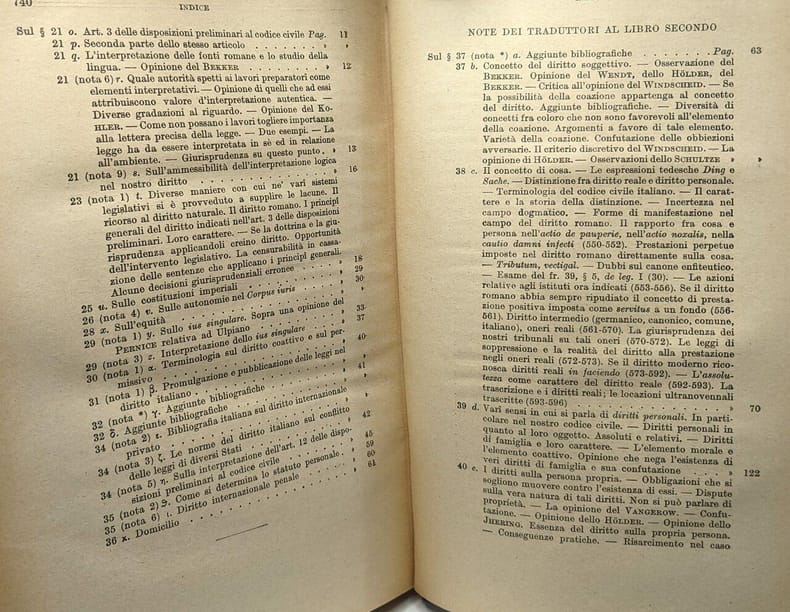 740
INDICE
Sul § 21 o. Art. 3 delle disposizioni preliminari al codice civile Pag. 11
21 p. Seconda parte dello stesso articolo . . . . . . . » »
21 q. L'interpretazione delle fonti romane e lo studio della
lingua. — Opinione del BEKKER . . . . . . . . » 12
21 (nota 6) r. Quale autorità spetti ai lavori preparatori come
elementi interpretativi. — Opinione di quelli che ad essi
attribuiscono valore d'interpretazione autentica. —
Diverse gradazioni al riguardo. — Opinione del Ko-
HLER. — Come non possano i lavori togliere importanza
alla lettera precisa della legge. — Due esempi. — La
legge ha da essere interpretata in sè ed in relazione
all'ambiente. — Giurisprudenza su questo punto. » »
21 (nota 9) s. Sull'ammessibilità dell'interpretazione logica
nel nostro diritto . . . . . . . . . . . . » 13
23 (nota 1) t. Diverse maniere con cui ne' vari sistemi
legislativi si è provveduto a supplire le lacune. Il
ricorso al diritto naturale. Il diritto romano. I principi
generali del diritto indicati nell'art. 3 delle disposizioni
preliminari. Loro carattere. — Se la dottrina e la giu-
risprudenza applicandoli creino diritto. Opportunità
dell'intervento legislativo. La censurabilità in cassa-
zione delle sentenze che applicano i principi generali.
Alcune decisioni giurisprudenziali erronee . . . . » 16
25 u. Sulle costituzioni imperiali . . . . . . . . » 18
26 (nota 4) v. Sulle autonomie nel Corpus iuris . . . » 29
28 x. Sull'equità . . . . . . . . . . . . » 30
29 (nota 1) y. Sullo ius singulare. Sopra una opinione del
PERNICE relativa ad Ulpiano . . . . . . . . » 33
29 (nota 3) z. Interpretazione dello ius singulare . . . » 37
30 (nota 1) α. Terminologia sul diritto coattivo e sul per-
missivo . . . . . . . . . . . . . . » »
31 (nota 1) β. Promulgazione e pubblicazione delle leggi nel
diritto italiano . . . . . . . . . . . . » 40
32 (nota *) γ. Aggiunte bibliografiche . . . . . . » 41
32 δ. Aggiunte bibliografiche . . . . . . . . . » »
34 (nota 2) ε. Bibliografia italiana sul diritto internazionale
privato . . . . . . . . . . . . . . » »
34 (nota 3) ζ. Le norme del diritto italiano sul conflitto
delle leggi di diversi Stati . . . . . . . . » 42
34 (nota 5) η. Sulla interpretazione dell'art. 12 delle dispo-
sizioni preliminari al codice civile . . . . . . » 45
35 (nota 2) θ. Come si determina lo statuto personale . » 59
35 (nota 6) ι. Diritto internazionale penale . . . . . » 60
36 κ. Domicilio . . . . . . . . . . . . . » 61
NOTE DEI TRADUTTORI AL LIBRO SECONDO
Sul § 37 (nota *) a. Aggiunte bibliografiche . . . . . . . Pag. 63
37 b. Concetto del diritto soggettivo. — Osservazione del
BEKKER. Opinione del WENDT, dello HÖLDER, del
BEKKER. — Critica all'opinione del WINDSCHEID. — Se
la possibilità della coazione appartenga al concetto
del diritto. Aggiunte bibliografiche. — Diversità di
concetti fra coloro che non sono favorevoli all'elemento
della coazione. Argomenti a favore di tale elemento.
Varietà della coazione. Confutazione delle obbiezioni
avversarie. Il criterio discretivo del WINDSCHEID. — La
opinione di HÖLDER. — Osservazioni dello SCHULTZE » »
38 c. Il concetto di cosa. — Le espressioni tedesche Ding e
Sache. — Distinzione fra diritto reale e diritto personale.
— Terminologia del codice civile italiano. — Il carat-
tere e la storia della distinzione. — Incertezza nel
campo dogmatico. — Forme di manifestazione nel
campo del diritto romano. Il rapporto fra cosa e
persona nell'actio de pauperie, nell'actio noxalis, nella
cautio damni infecti (550-552). Prestazioni perpetue
imposte nel diritto romano direttamente sulla cosa.
— Tributum, vectigal. — Dubbi sul canone enfiteutico.
— Esame del fr. 39, § 5, de leg. I (30). — Le azioni
relative agli istituti ora indicati (553-556). Se il diritto
romano abbia sempre ripudiato il concetto di presta-
zione positiva imposta come servitus a un fondo (556-
561). Diritto intermedio (germanico, canonico, comune,
italiano), oneri reali (561-570). La giurisprudenza dei
nostri tribunali su tali oneri (570-572). Le leggi di
soppressione e la realità del diritto alla prestazione
negli oneri reali (572-573). Se il diritto moderno rico-
nosca diritti reali in faciendo (573-592). — L'assolu-
tezza come carattere del diritto reale (592-593). La
trascrizione e i diritti reali; le locazioni ultranovennali
trascritte (593-596) . . . . . . . . . . . » 70
39 d. Vari sensi in cui si parla di diritti personali. In parti-
colare nel nostro codice civile. — Diritti personali in
quanto al loro oggetto. Assoluti e relativi. — Diritti
di famiglia e loro carattere. — L'elemento morale e
l'elemento coattivo. Opinione che nega l'esistenza di
veri diritti di famiglia e sua confutazione . . . » 122
40 e. I diritti sulla persona propria. — Obbligazioni che si
sogliono muovere contro l'esistenza di essi. — Dispute
sulla vera natura di tali diritti. Non si può parlare di
proprietà. — La opinione del VANGEROW. — Confu-
tazione. — Opinione dello HÖLDER. — Opinione dello
JHERING. Essenza del diritto sulla propria persona.
— Conseguenze pratiche. — Risarcimento nel caso